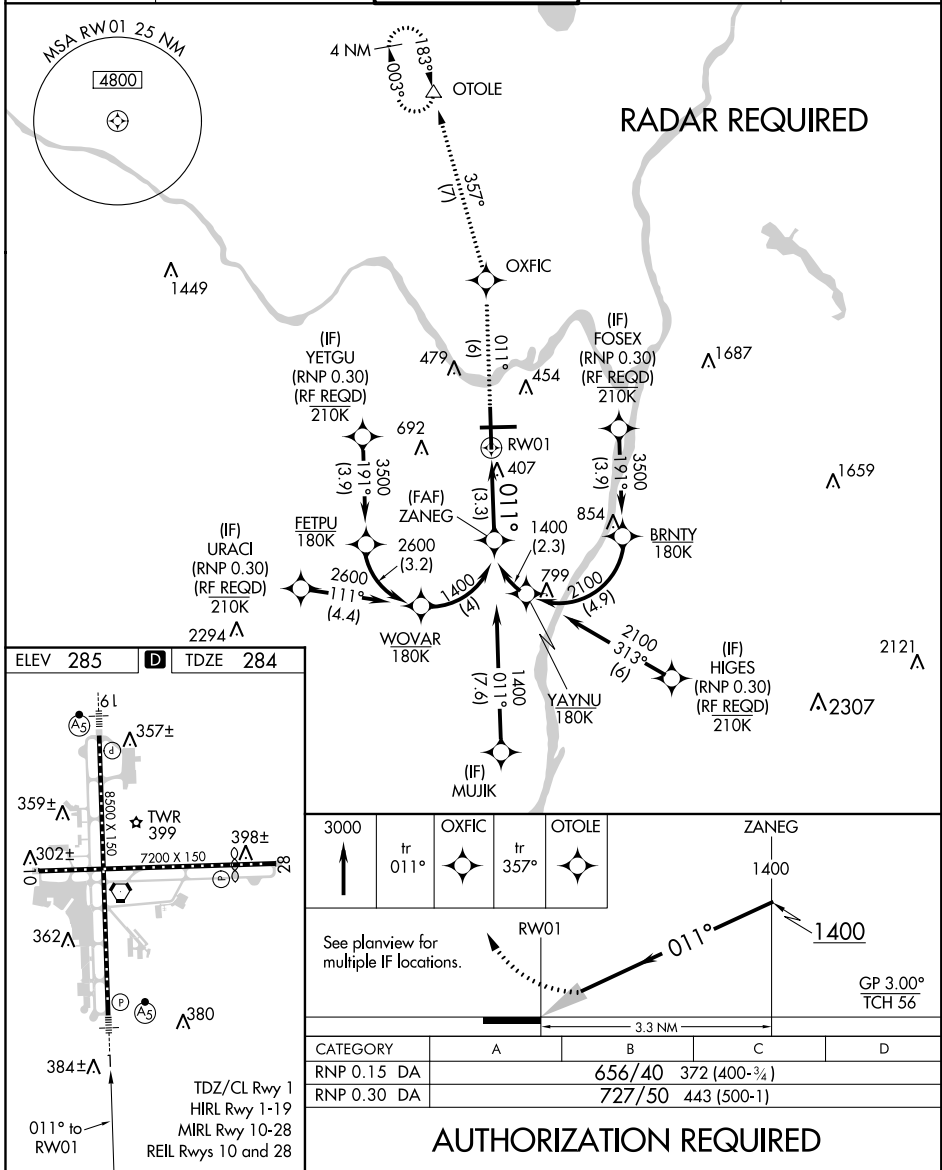 MSA RW01 25 NM
4800
4 NM
183°
003°
OTOLE
RADAR REQUIRED
357°
(7)
OXFIC
1449
(IF)
YETGU
(RNP 0.30)
(RF REQD)
210K
479
011°
(6)
454
(IF)
FOSEX
(RNP 0.30)
(RF REQD)
210K
1687
692
RW01
407
3500
191°
(3.9)
011°
(3.3)
3500
191°
(3.9)
1659
(FAF)
ZANEG
FETPU
180K
1400
(2.3)
854
BRNTY
180K
(IF)
URACI
(RNP 0.30)
(RF REQD)
210K
2600
(3.2)
2600
111°
(4.4)
1400
(4)
799
2100
(4.9)
2294
WOVAR
180K
2100
313°
(6)
2121
1400
011°
(7.6)
YAYNU
180K
(IF)
HIGES
(RNP 0.30)
(RF REQD)
210K
2307
(IF)
MUJIK
ELEV 285 D TDZE 284
19
A5
P
357±
359±
8500 X 150
TWR
399
398±
302±
7200 X 150
10
28
P
362
P
A5
380
384±
1
011° to
RW01
TDZ/CL Rwy 1
HIRL Rwy 1-19
MIRL Rwy 10-28
REIL Rwys 10 and 28
3000
tr
011°
OXFIC
tr
357°
OTOLE
ZANEG
1400
See planview for
multiple IF locations.
RW01
011°
1400
GP 3.00°
TCH 56
3.3 NM
CATEGORY A B C D
RNP 0.15 DA 656/40 372 (400-¾)
RNP 0.30 DA 727/50 443 (500-1)
AUTHORIZATION REQUIRED